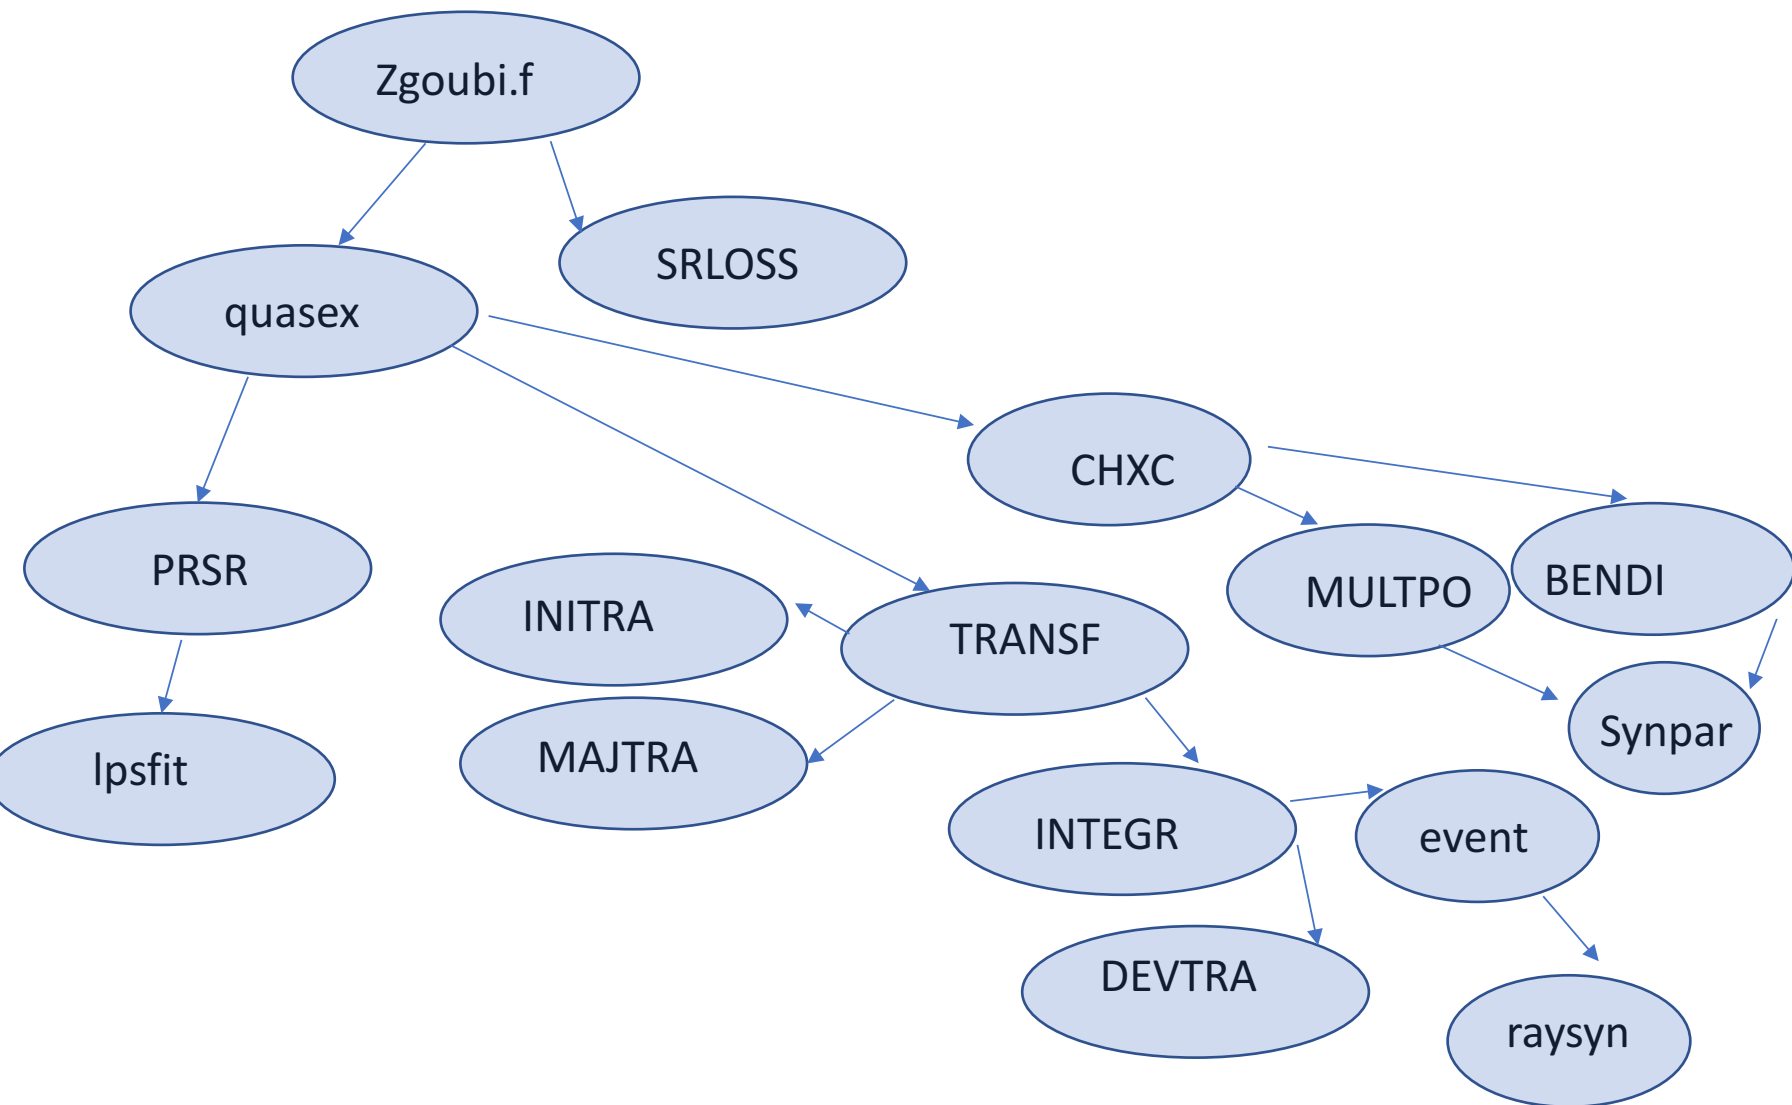 Zgoubi.f
SRLOSS
quasex
CHXC
PRSR
MULTPO
BENDI
INITRA
TRANSF
Synpar
MAJTRA
lpsfit
INTEGR
event
DEVTRA
raysyn